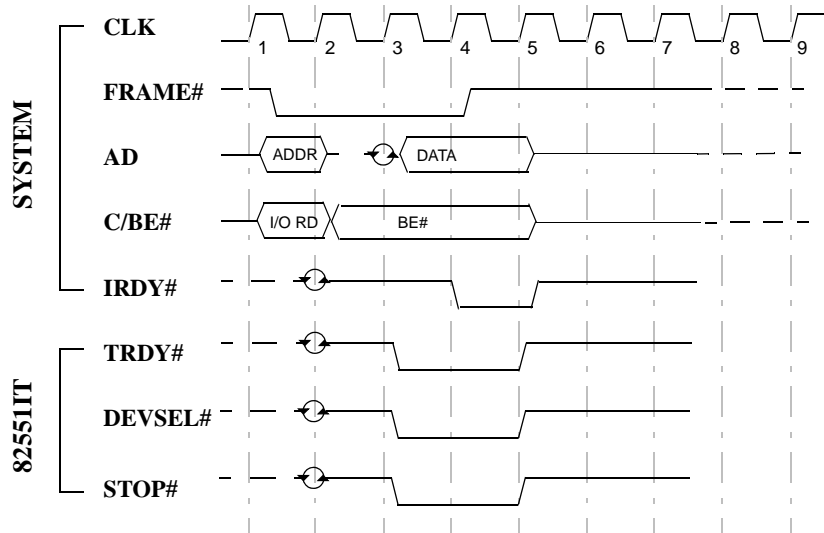 CLK
1 2 3 4 5 6 7 8 9
SYSTEM
FRAME#
AD
ADDR
DATA
C/BE#
I/O RD
BE#
IRDY#
82551IT
TRDY#
DEVSEL#
STOP#